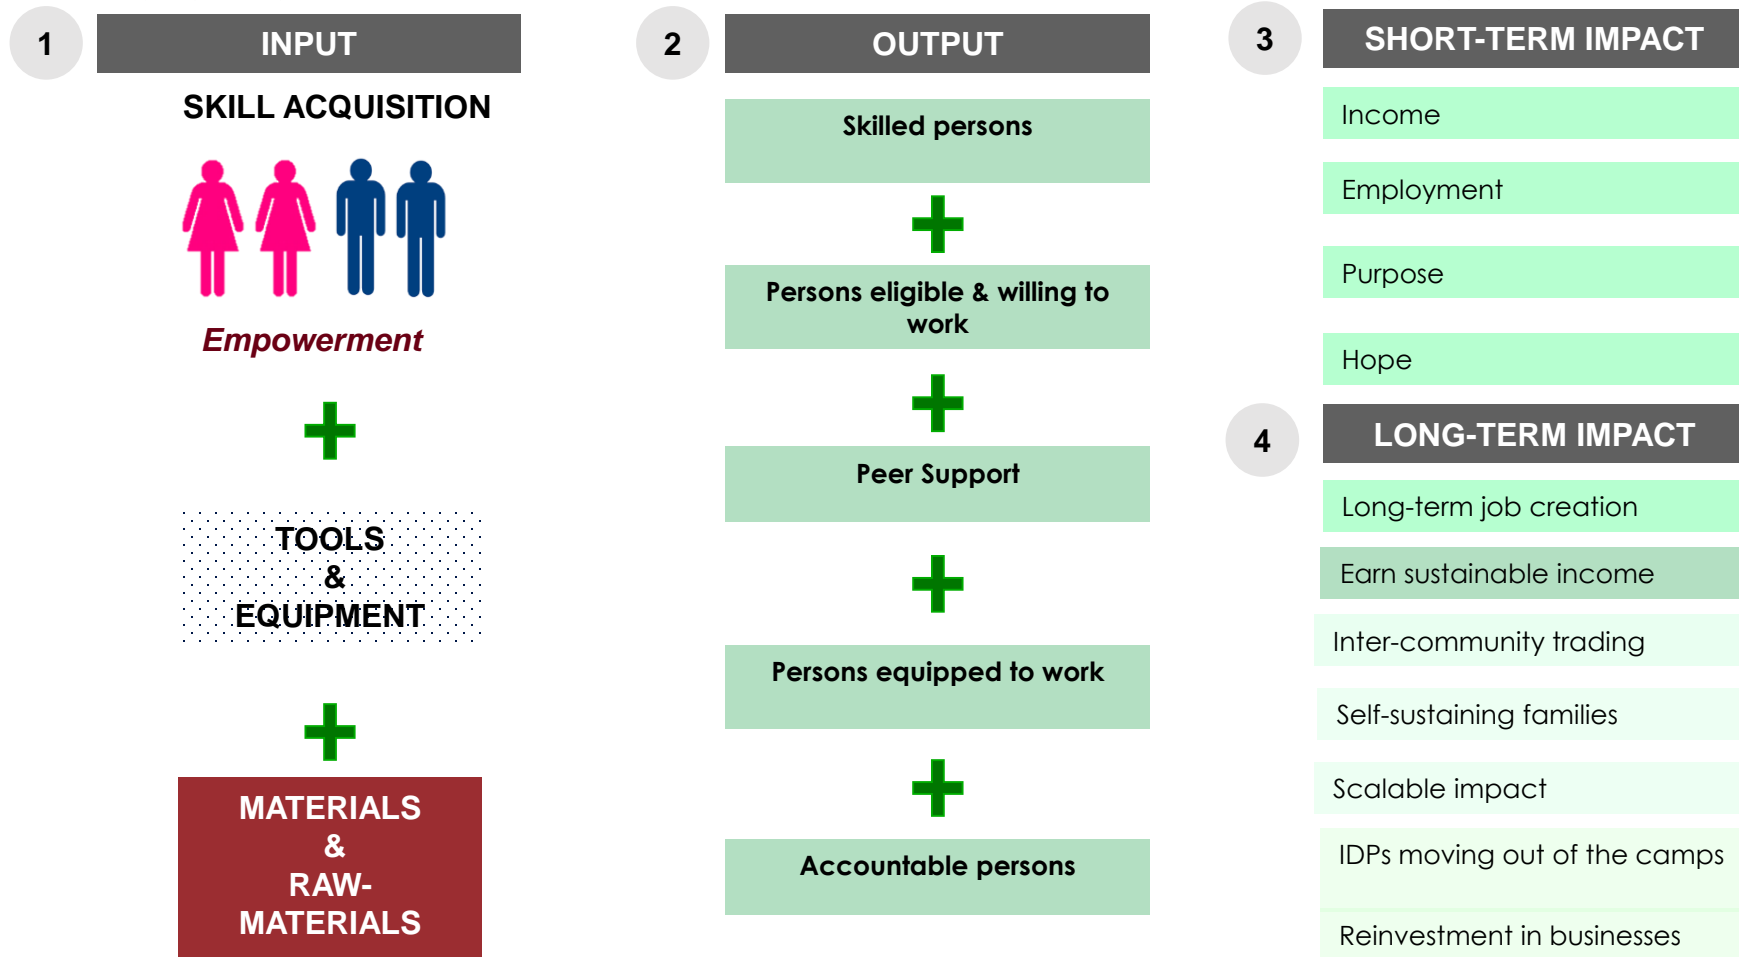 1
INPUT
SKILL ACQUISITION
Empowerment
TOOLS
&
EQUIPMENT
MATERIALS
&
RAW-
MATERIALS
2
OUTPUT
Skilled persons
Persons eligible & willing to
work
Peer Support
Persons equipped to work
Accountable persons
3
SHORT-TERM IMPACT
Income
Employment
Purpose
Hope
4
LONG-TERM IMPACT
Long-term job creation
Earn sustainable income
Inter-community trading
Self-sustaining families
Scalable impact
IDPs moving out of the camps
Reinvestment in businesses